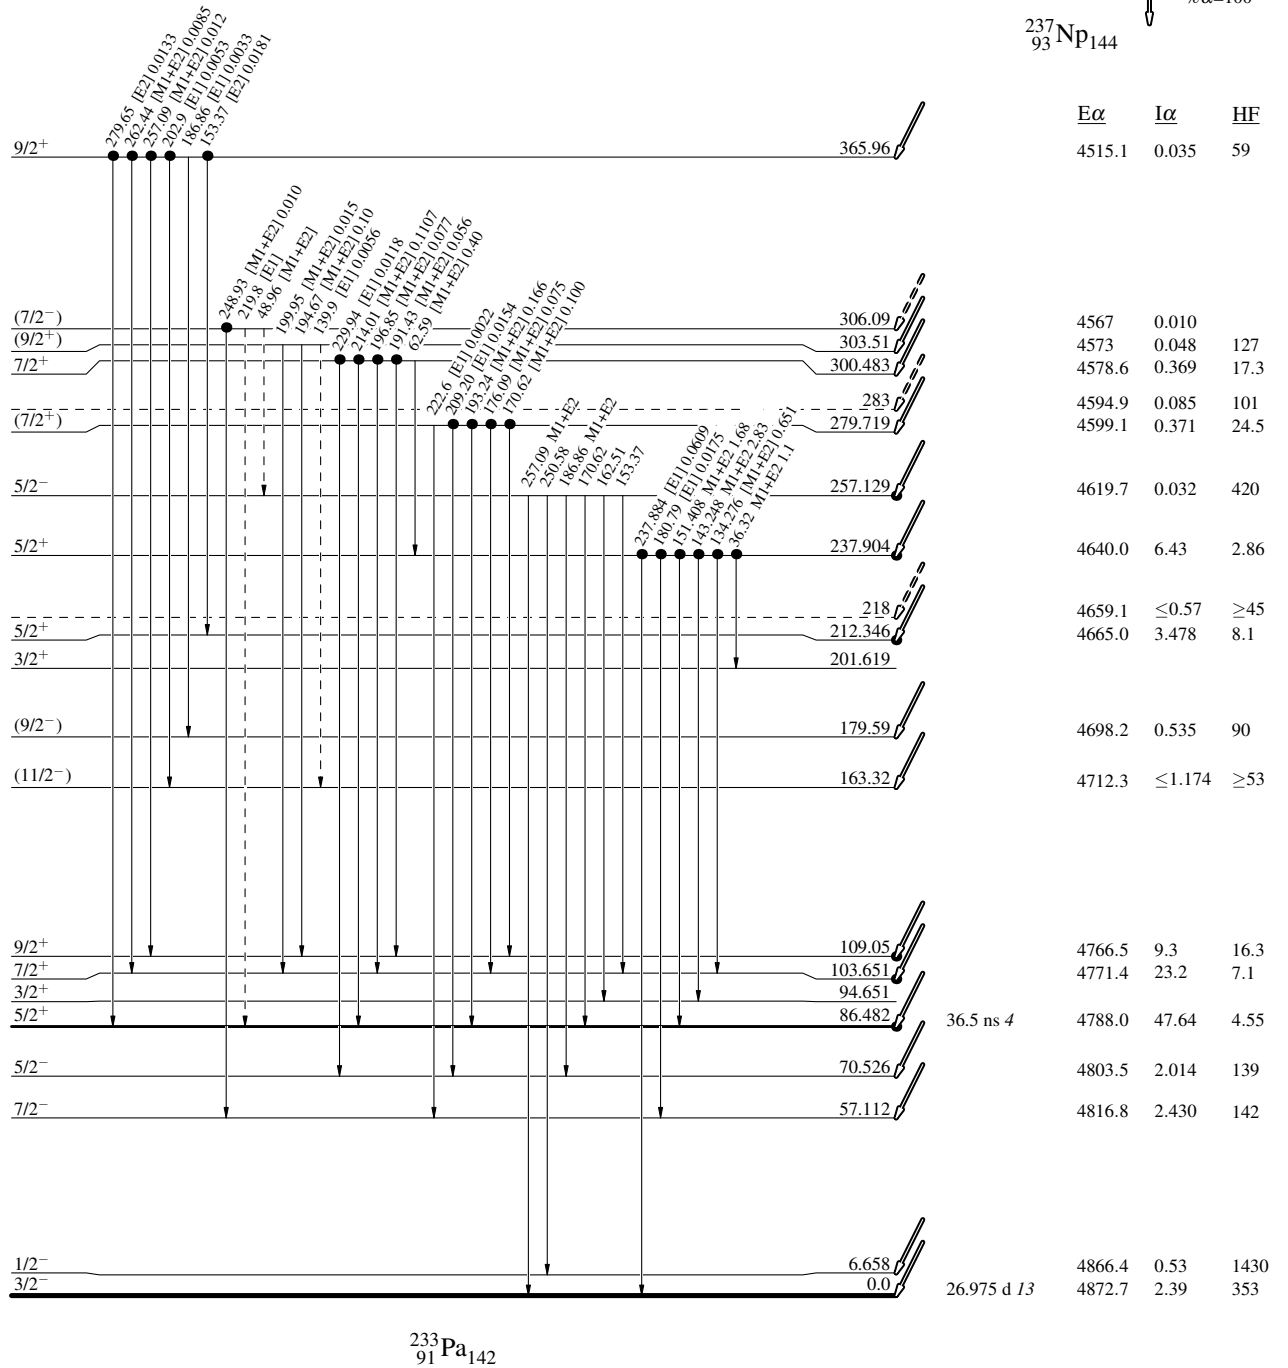 %α=100
²³⁷₉₃Np₁₄₄
Eα Iα HF
279.65 [E2] 0.0133
262.44 [M1+E2] 0.0085
257.09 [M1+E2] 0.012
202.9 [E1] 0.0053
186.86 [E1] 0.0033
153.37 [E2] 0.0181
9/2⁺ 365.96 4515.1 0.035 59
248.93 [M1+E2] 0.010
219.8 [E1]
48.96 [M1+E2]
199.95 [M1+E2] 0.015
194.67 [M1+E2] 0.10
139.9 [E1] 0.0056
229.94 [E1] 0.0118
214.01 [M1+E2] 0.1107
196.85 [M1+E2] 0.077
191.43 [M1+E2] 0.056
62.59 [M1+E2] 0.40
(7/2⁻) 306.09 4567 0.010
(9/2⁺) 303.51 4573 0.048 127
7/2⁺ 300.483 4578.6 0.369 17.3
222.6 [E1] 0.0022
209.20 [E1] 0.0154
193.24 [M1+E2] 0.166
176.09 [M1+E2] 0.075
170.62 [M1+E2] 0.100
283 4594.9 0.085 101
(7/2⁺) 279.719 4599.1 0.371 24.5
257.09 M1+E2
250.58
186.86 M1+E2
170.62
162.51
153.37
5/2⁻ 257.129 4619.7 0.032 420
237.884 [E1] 0.0609
180.79 [E1] 0.0175
151.408 M1+E2 1.68
143.248 M1+E2 2.83
134.276 [M1+E2] 0.651
36.32 M1+E2 1.1
5/2⁺ 237.904 4640.0 6.43 2.86
218 4659.1 ≤0.57 ≥45
5/2⁺ 212.346 4665.0 3.478 8.1
3/2⁺ 201.619
(9/2⁻) 179.59 4698.2 0.535 90
(11/2⁻) 163.32 4712.3 ≤1.174 ≥53
9/2⁺ 109.05 4766.5 9.3 16.3
7/2⁺ 103.651 4771.4 23.2 7.1
3/2⁺ 94.651
5/2⁺ 86.482 36.5 ns 4 4788.0 47.64 4.55
5/2⁻ 70.526 4803.5 2.014 139
7/2⁻ 57.112 4816.8 2.430 142
1/2⁻ 6.658 4866.4 0.53 1430
3/2⁻ 0.0 26.975 d 13 4872.7 2.39 353
²³³₉₁Pa₁₄₂